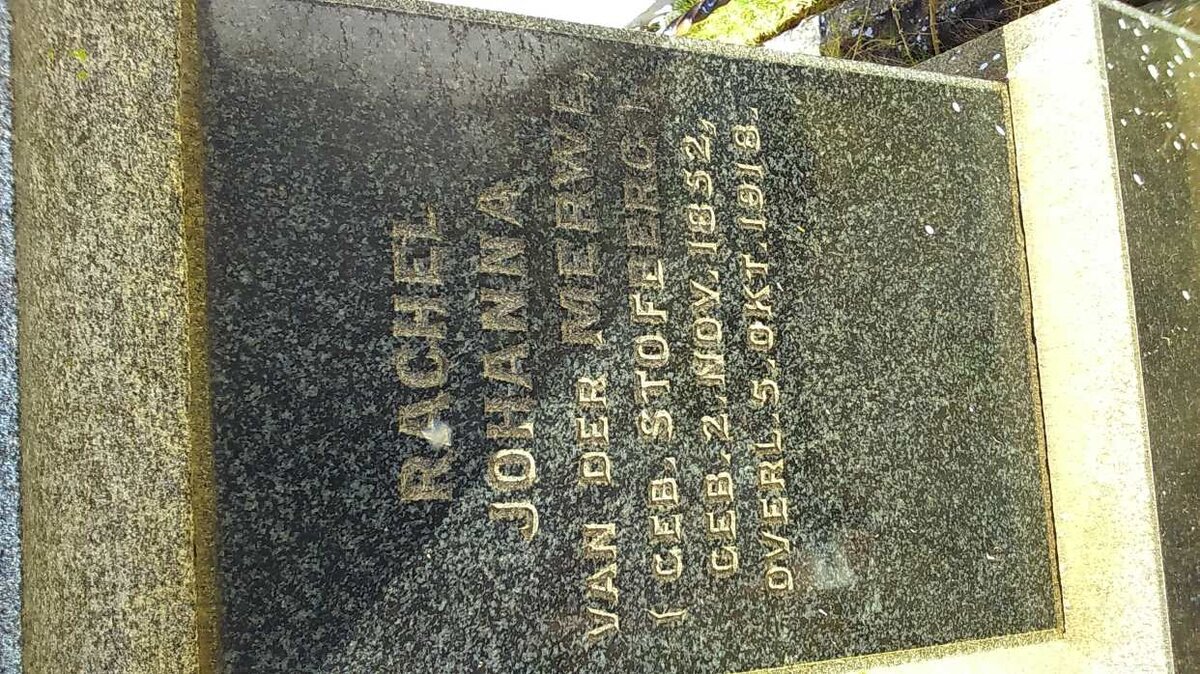 RACHEL
JOHANNA
VAN DER MERWE,
( GEB. STOFBERG )
GEB. 2. NOV. 1852,
OVERL. 5. OKT. 1918.